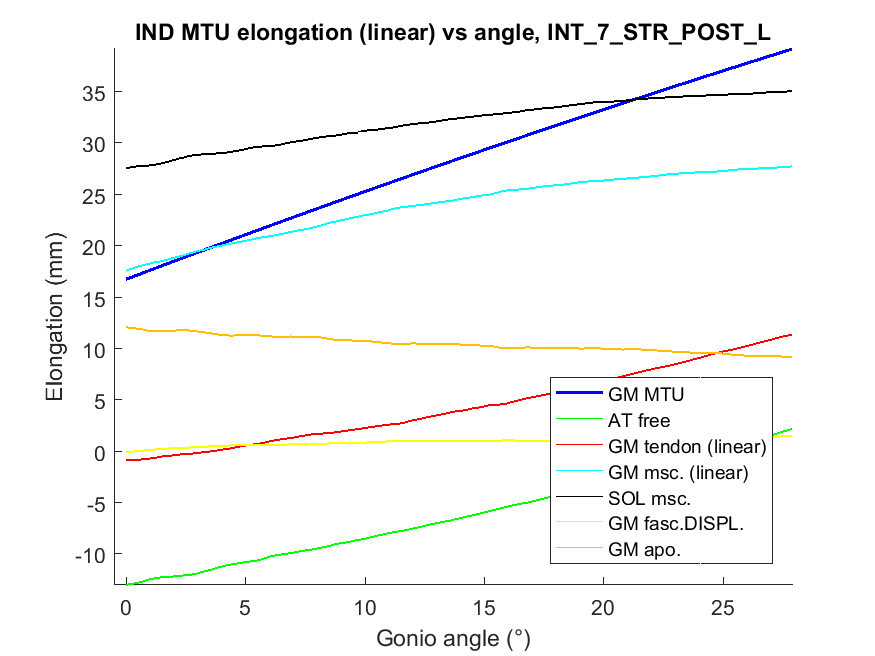 IND MTU elongation (linear) vs angle, INT_7_STR_POST_L
Elongation (mm)
35
30
25
20
15
10
5
0
-5
-10
0 5 10 15 20 25
Gonio angle (°)
GM MTU
AT free
GM tendon (linear)
GM msc. (linear)
SOL msc.
GM fasc.DISPL.
GM apo.